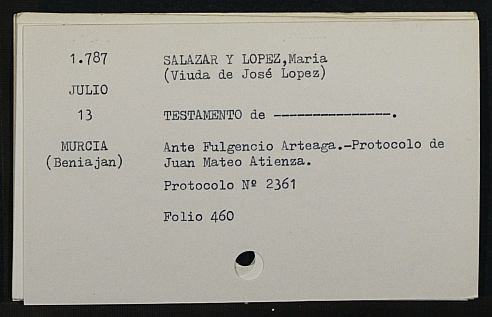 1.787 SALAZAR Y LOPEZ,Maria
(Viuda de José Lopez)
JULIO
13 TESTAMENTO de ---------------.
MURCIA Ante Fulgencio Arteaga.-Protocolo de
(Beniajan) Juan Mateo Atienza.
Protocolo Nº 2361
Folio 460